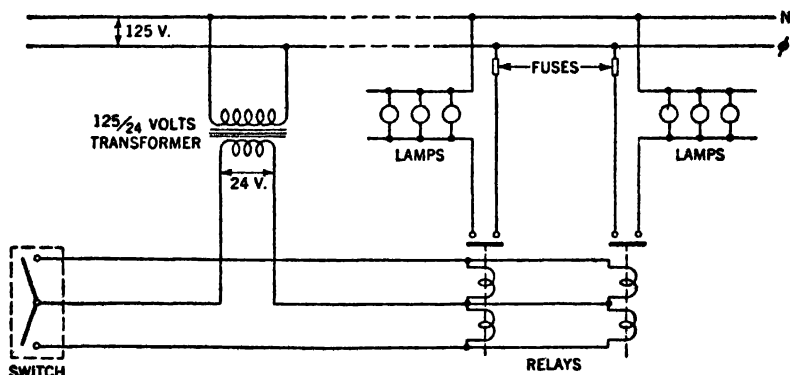 N
125 V.
ϕ
FUSES
125/24 VOLTS
TRANSFORMER
LAMPS
LAMPS
24 V.
SWITCH
RELAYS